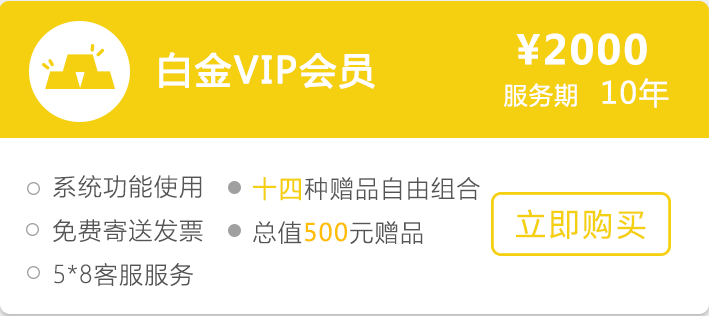 白金VIP会员
¥2000
服务期 10年
系统功能使用
免费寄送发票
5*8客服服务
十四种赠品自由组合
总值500元赠品
立即购买